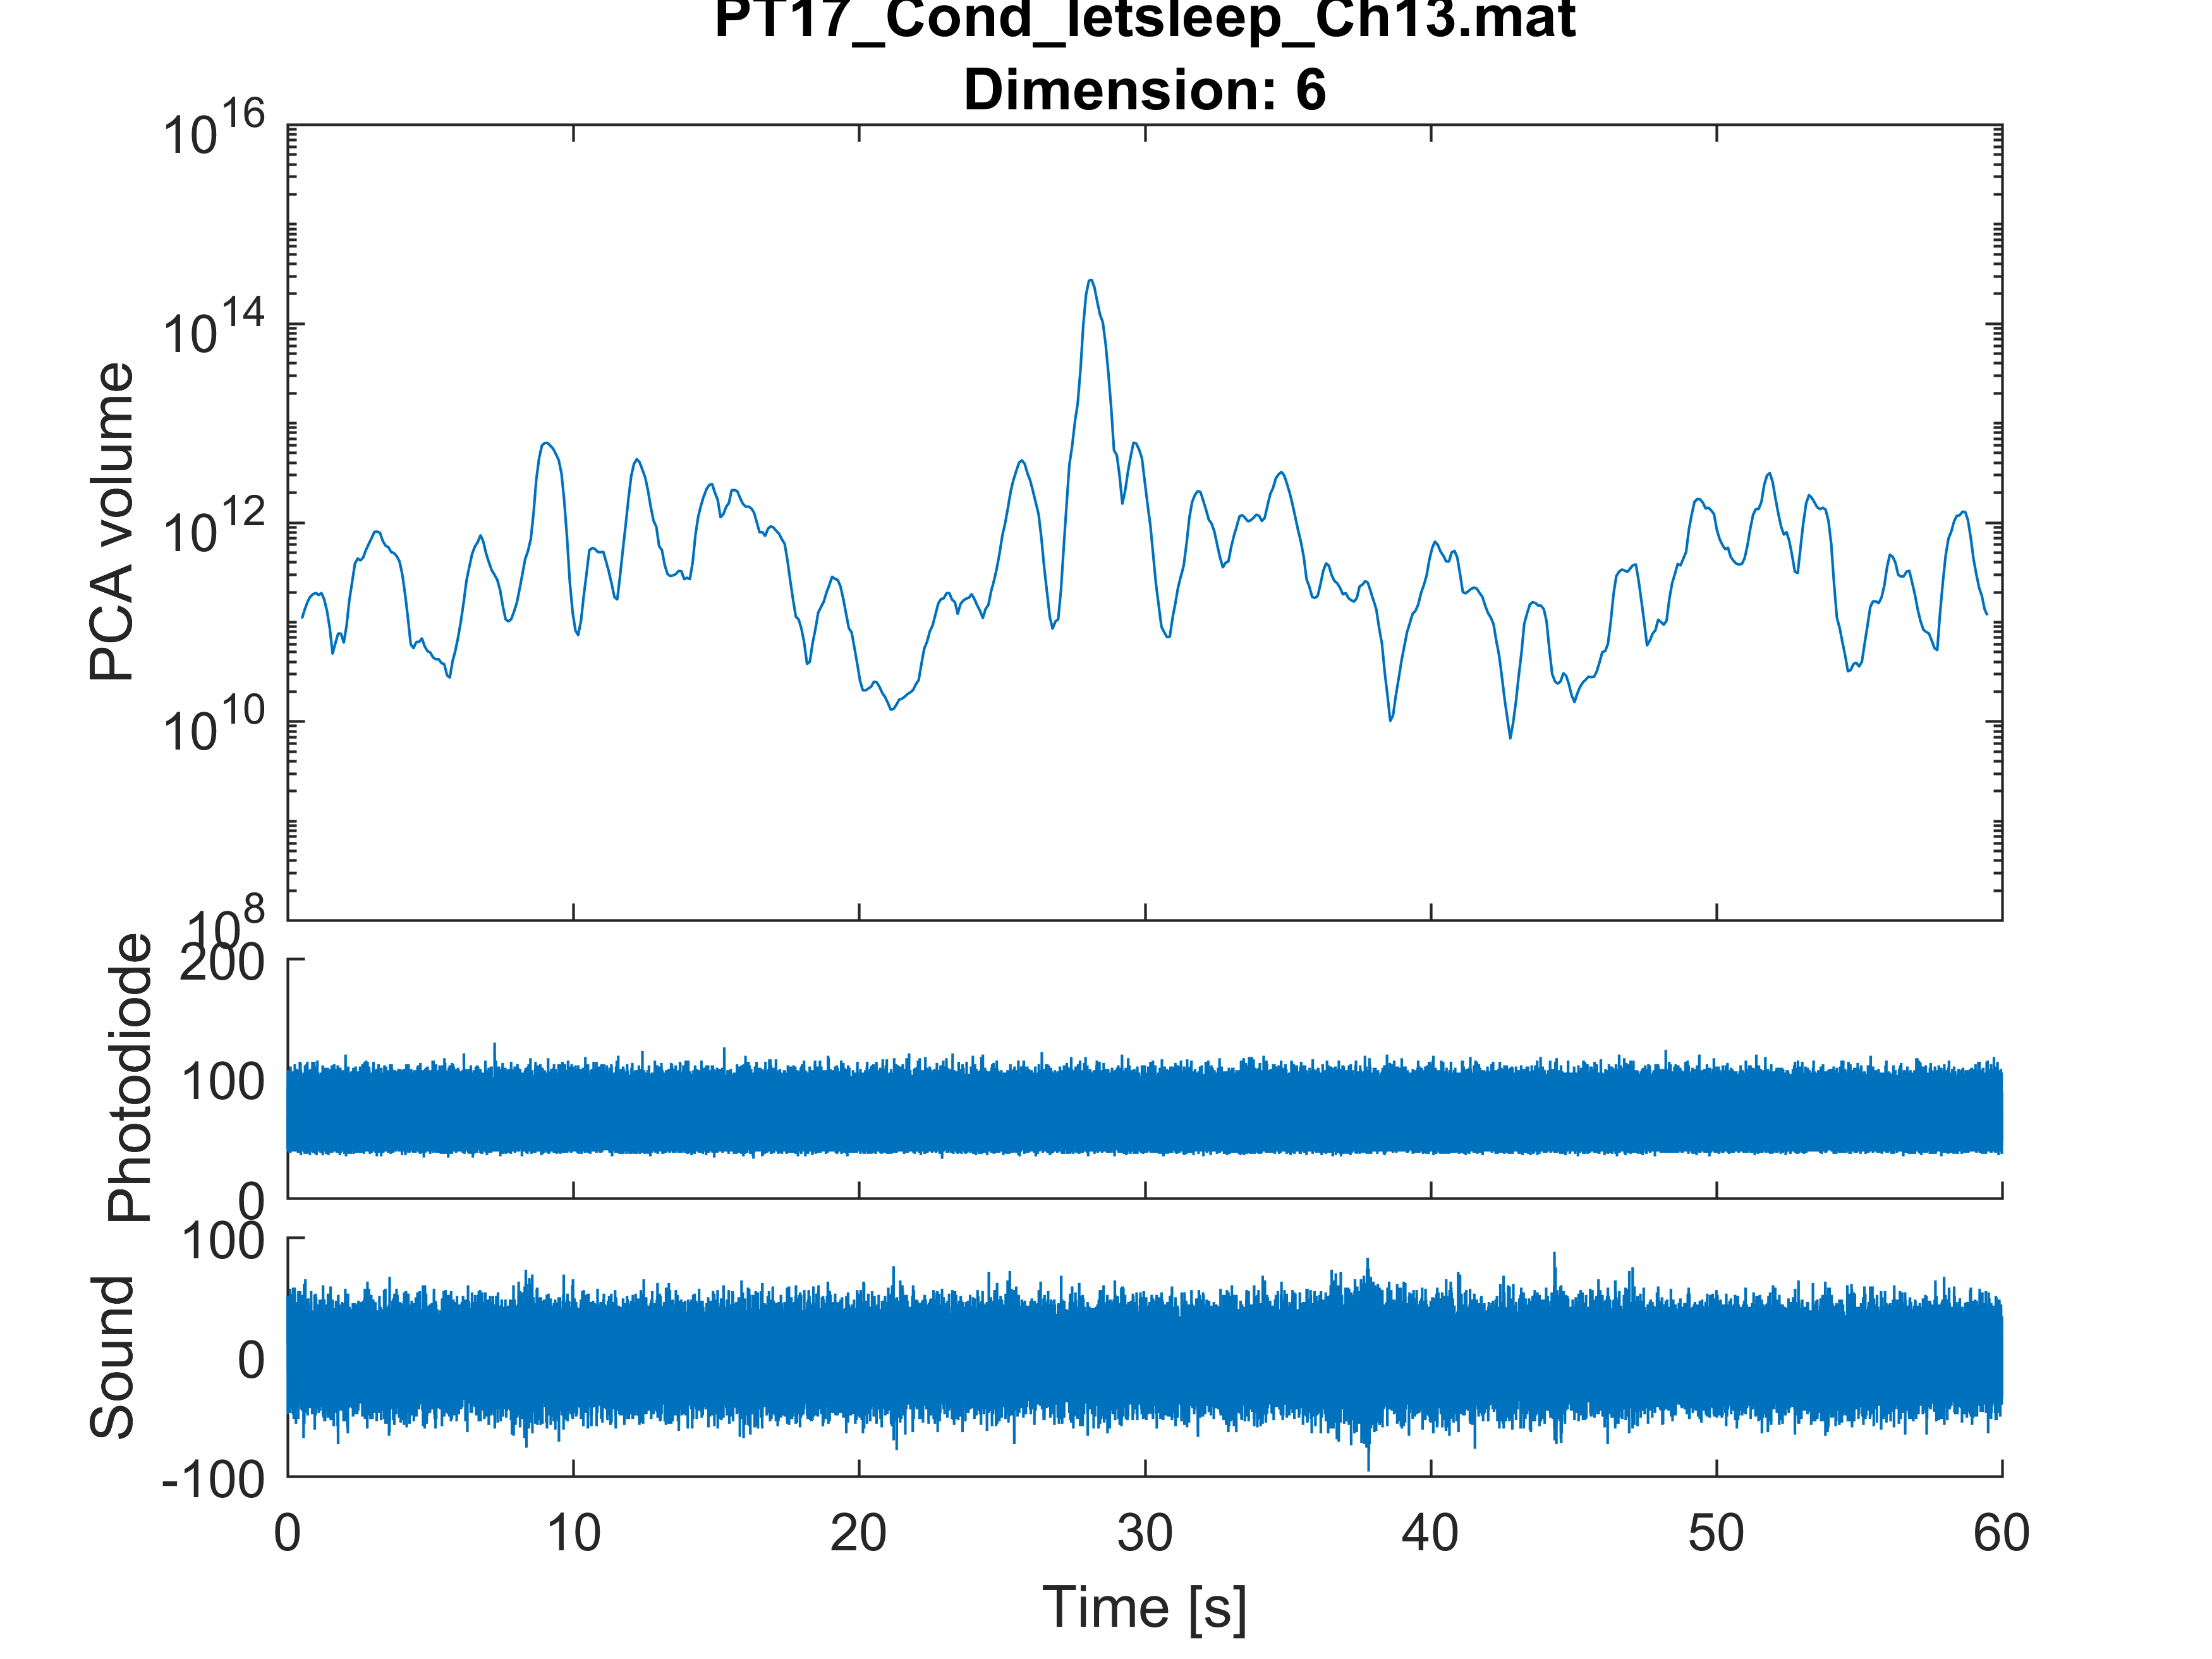 PT17_Cond_letsleep_Ch13.mat
Dimension: 6
10^16
10^14
10^12
10^10
10^8
PCA volume
200
100
0
Photodiode
100
0
-100
Sound
0 10 20 30 40 50 60
Time [s]